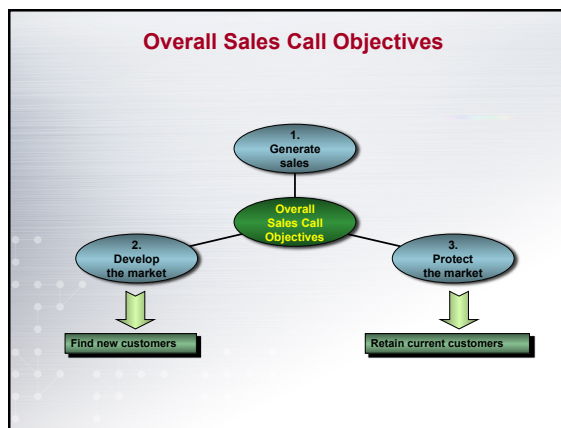 Overall Sales Call Objectives
1.
Generate
sales
Overall
Sales Call
Objectives
2.
Develop
the market
3.
Protect
the market
Find new customers
Retain current customers